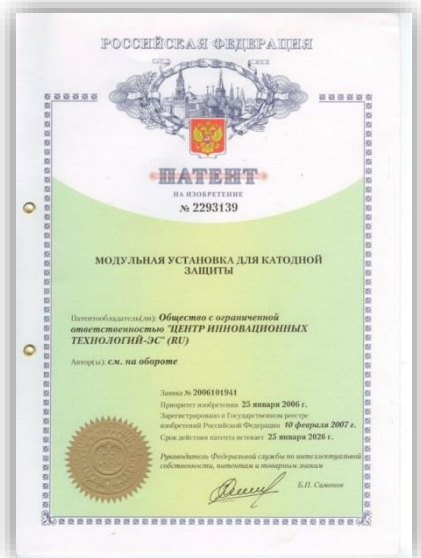 РОССИЙСКАЯ ФЕДЕРАЦИЯ
ПАТЕНТ
НА ИЗОБРЕТЕНИЕ
№ 2293139
МОДУЛЬНАЯ УСТАНОВКА ДЛЯ КАТОДНОЙ
ЗАЩИТЫ
Патентообладатель(ли): Общество с ограниченной
ответственностью "ЦЕНТР ИННОВАЦИОННЫХ
ТЕХНОЛОГИЙ-ЭС" (RU)
Автор(ы): см. на обороте
Заявка № 2006101941
Приоритет изобретения 25 января 2006 г.
Зарегистрировано в Государственном реестре
изобретений Российской Федерации 10 февраля 2007 г.
Срок действия патента истекает 25 января 2026 г.
Руководитель Федеральной службы по интеллектуальной
собственности, патентам и товарным знакам
Б.П. Симонов